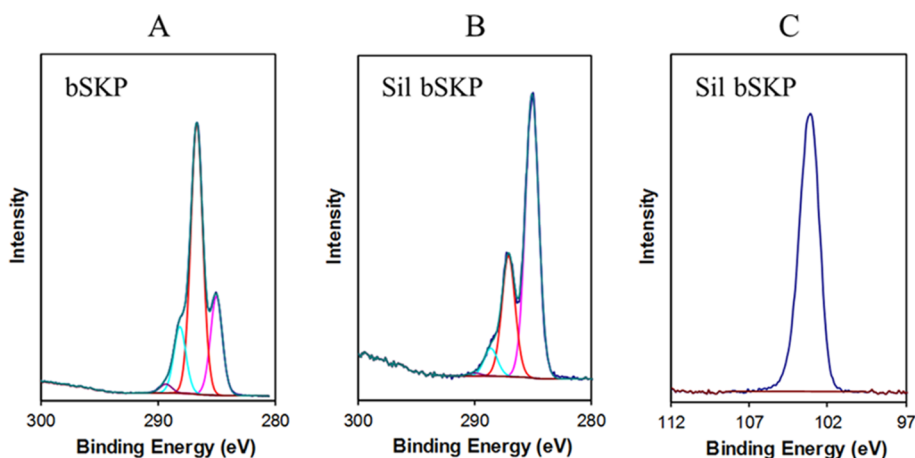 A
B
C
bSKP
Sil bSKP
Sil bSKP
Intensity
Intensity
Intensity
300
290
280
300
290
280
112
107
102
97
Binding Energy (eV)
Binding Energy (eV)
Binding Energy (eV)